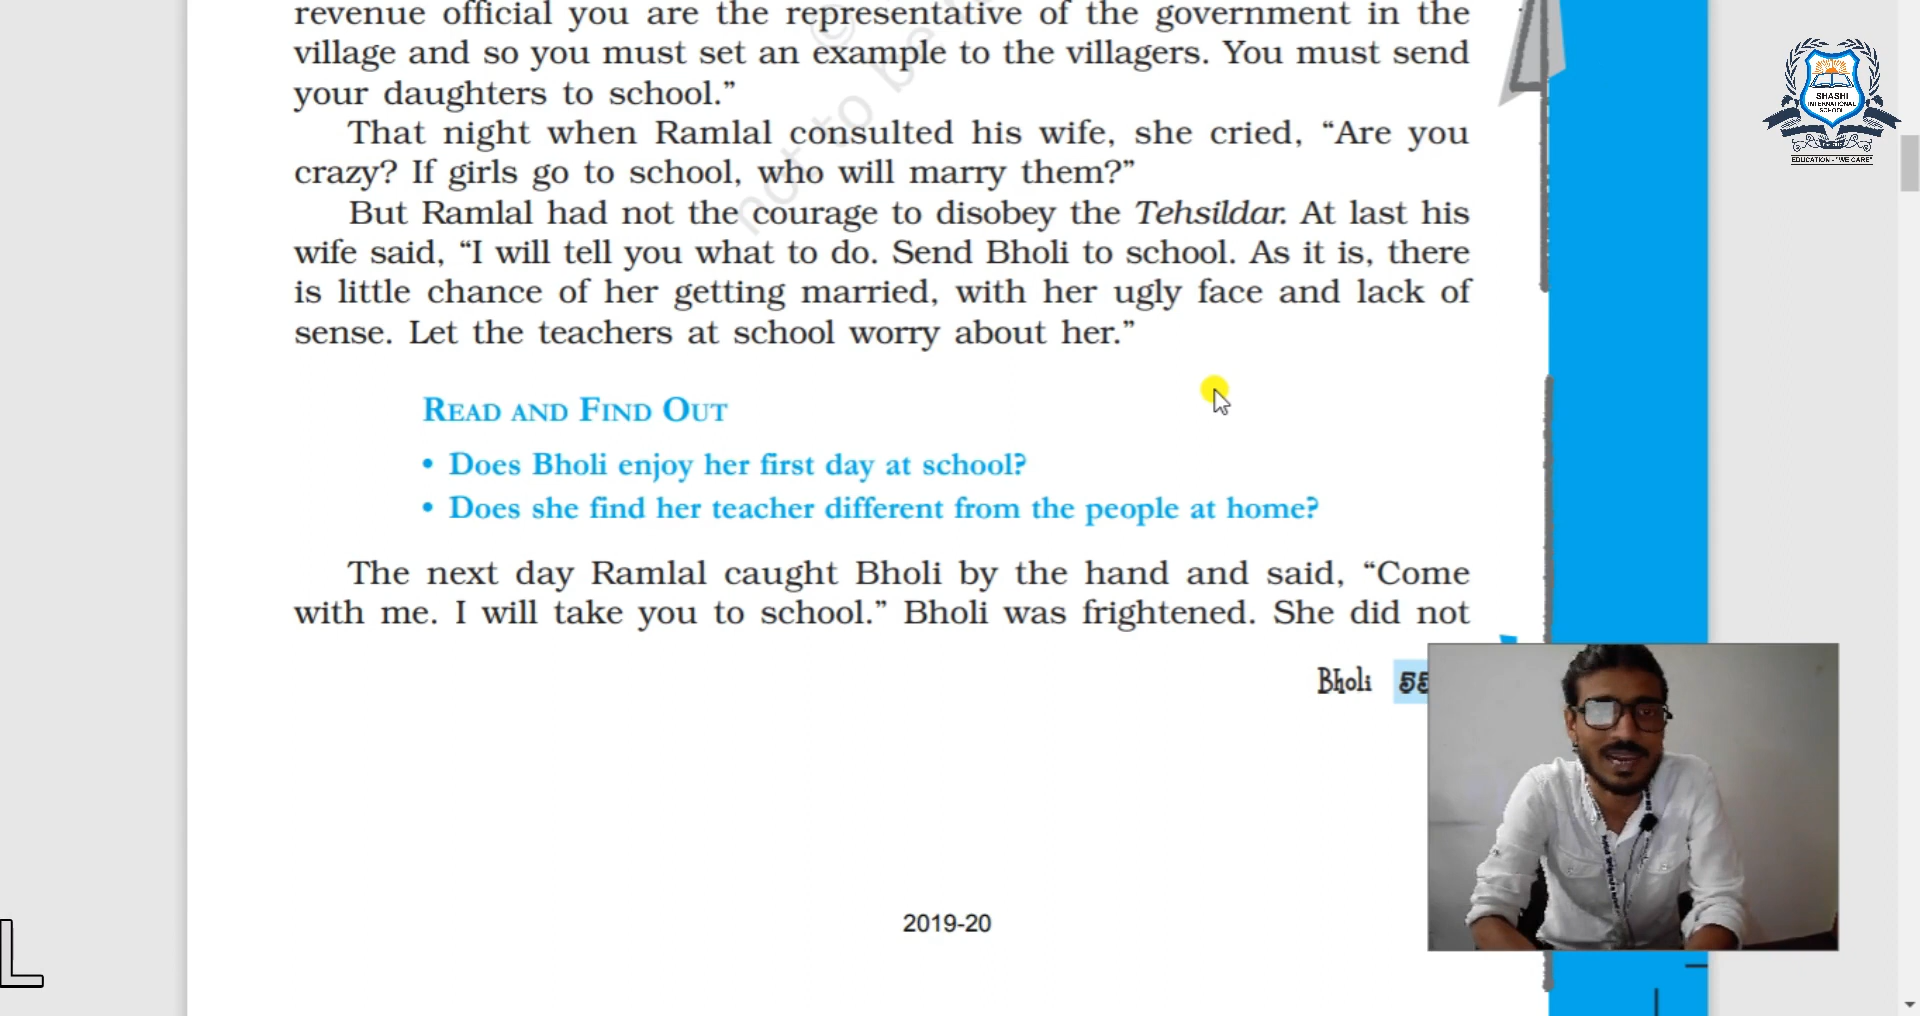 revenue official you are the representative of the government in the
village and so you must set an example to the villagers. You must send
your daughters to school.”
That night when Ramlal consulted his wife, she cried, “Are you
crazy? If girls go to school, who will marry them?”
But Ramlal had not the courage to disobey the Tehsildar. At last his
wife said, “I will tell you what to do. Send Bholi to school. As it is, there
is little chance of her getting married, with her ugly face and lack of
sense. Let the teachers at school worry about her.”
READ AND FIND OUT
• Does Bholi enjoy her first day at school?
• Does she find her teacher different from the people at home?
The next day Ramlal caught Bholi by the hand and said, “Come
with me. I will take you to school.” Bholi was frightened. She did not
Bholi 55
2019-20
L
© not to be
SHASHI
INTERNATIONAL
SCHOOL
EDUCATION - "WE CARE"